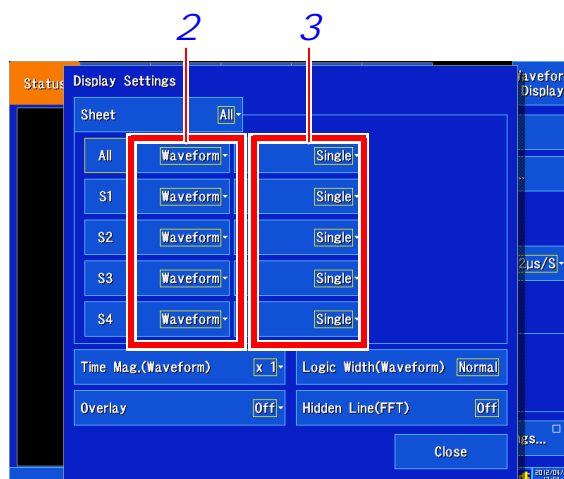 2 3
Status
Display Settings
Display
Sheet All
All Waveform Single
S1 Waveform Single
S2 Waveform Single
2µs/S
S3 Waveform Single
S4 Waveform Single
Time Mag.(Waveform) x 1 Logic Width(Waveform) Normal
Overlay Off Hidden Line(FFT) Off
Close